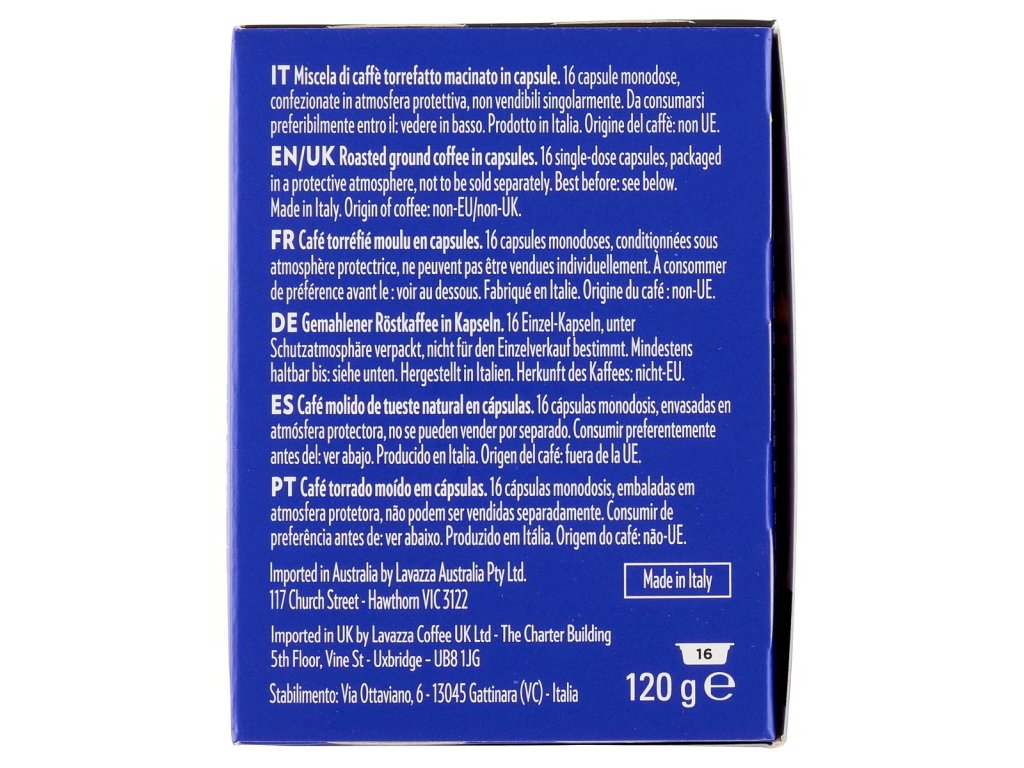 IT Miscela di caffè torrefatto macinato in capsule. 16 capsule monodose,
confezionate in atmosfera protettiva, non vendibili singolarmente. Da consumarsi
preferibilmente entro il: vedere in basso. Prodotto in Italia. Origine del caffè: non UE.
EN/UK Roasted ground coffee in capsules. 16 single-dose capsules, packaged
in a protective atmosphere, not to be sold separately. Best before: see below.
Made in Italy. Origin of coffee: non-EU/non-UK.
FR Café torréfié moulu en capsules. 16 capsules monodoses, conditionnées sous
atmosphère protectrice, ne peuvent pas être vendues individuellement. À consommer
de préférence avant le : voir au dessous. Fabriqué en Italie. Origine du café : non-UE.
DE Gemahlener Röstkaffee in Kapseln. 16 Einzel-Kapseln, unter
Schutzatmosphäre verpackt, nicht für den Einzelverkauf bestimmt. Mindestens
haltbar bis: siehe unten. Hergestellt in Italien. Herkunft des Kaffees: nicht-EU.
ES Café molido de tueste natural en cápsulas. 16 cápsulas monodosis, envasadas en
atmósfera protectora, no se pueden vender por separado. Consumir preferentemente
antes del: ver abajo. Producido en Italia. Origen del café: fuera de la UE.
PT Café torrado moído em cápsulas. 16 cápsulas monodosis, embaladas em
atmosfera protetora, não podem ser vendidas separadamente. Consumir de
preferência antes de: ver abaixo. Produzido em Itália. Origem do café: não-UE.
Imported in Australia by Lavazza Australia Pty Ltd.
117 Church Street - Hawthorn VIC 3122
Made in Italy
Imported in UK by Lavazza Coffee UK Ltd - The Charter Building
5th Floor, Vine St - Uxbridge - UB8 1JG
16
Stabilimento: Via Ottaviano, 6 - 13045 Gattinara (VC) - Italia
120 g ℮